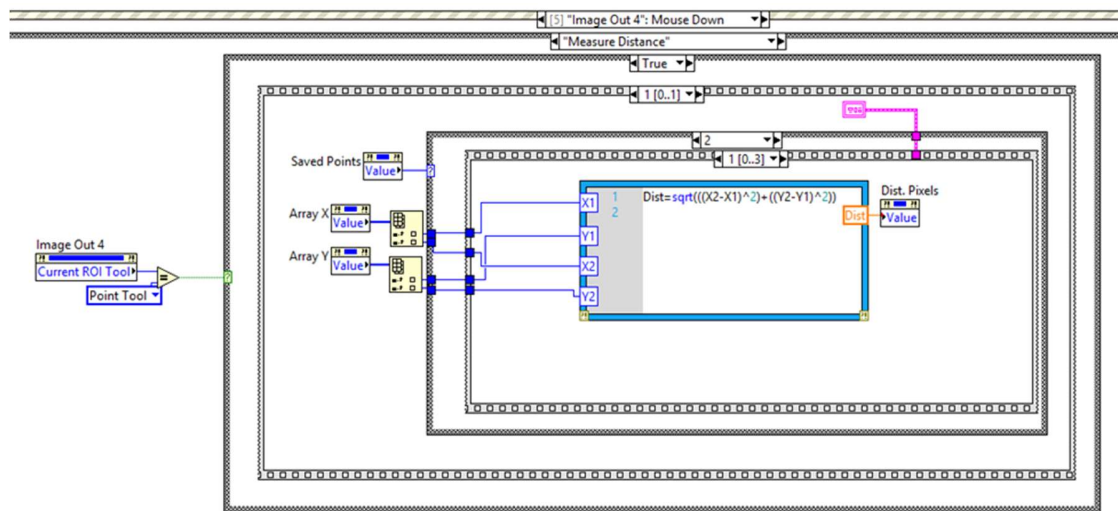 [5] "Image Out 4": Mouse Down
"Measure Distance"
True
1 [0..1]
2
1 [0..3]
Saved Points
Value
Array X
Value
Array Y
Value
Image Out 4
Current ROI Tool
=
Point Tool
X1
Y1
X2
Y2
1
2
Dist=sqrt(((X2-X1)^2)+((Y2-Y1)^2))
Dist
Dist. Pixels
Value